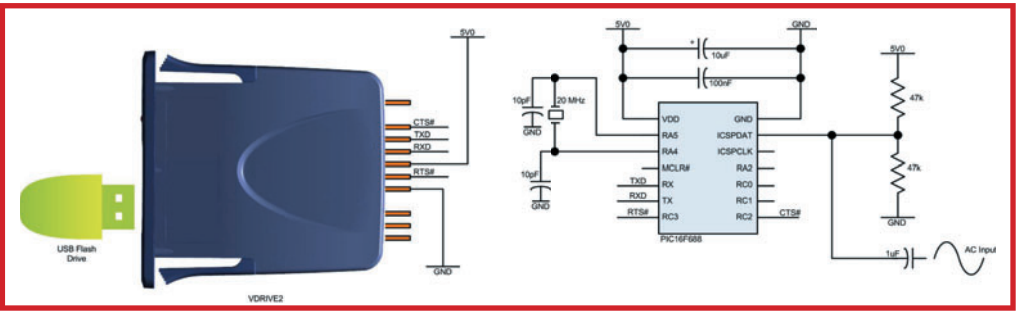 5V0
CTS#
TXD
RXD
RTS#
GND
USB Flash
Drive
VDRIVE2
5V0
GND
10uF
100nF
5V0
47k
47k
GND
10pF
20 MHz
GND
10pF
GND
VDD
RA5
RA4
MCLR#
RX
TX
RC3
GND
ICSPDAT
ICSPCLK
RA2
RC0
RC1
RC2
TXD
RXD
RTS#
CTS#
PIC16F688
1uF
AC Input
+